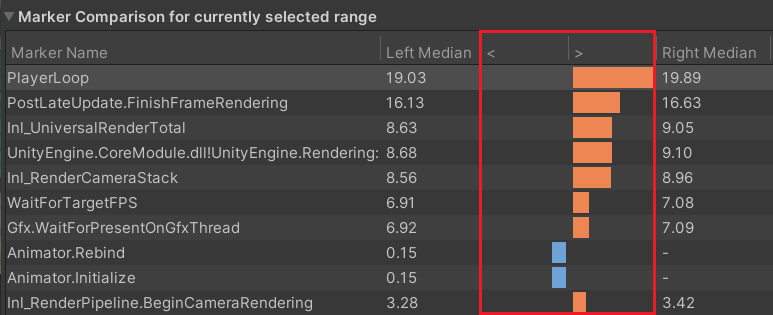 Marker Comparison for currently selected range
Marker Name Left Median < > Right Median
PlayerLoop 19.03 19.89
PostLateUpdate.FinishFrameRendering 16.13 16.63
Inl_UniversalRenderTotal 8.63 9.05
UnityEngine.CoreModule.dll!UnityEngine.Rendering: 8.68 9.10
Inl_RenderCameraStack 8.56 8.96
WaitForTargetFPS 6.91 7.08
Gfx.WaitForPresentOnGfxThread 6.92 7.09
Animator.Rebind 0.15 -
Animator.Initialize 0.15 -
Inl_RenderPipeline.BeginCameraRendering 3.28 3.42